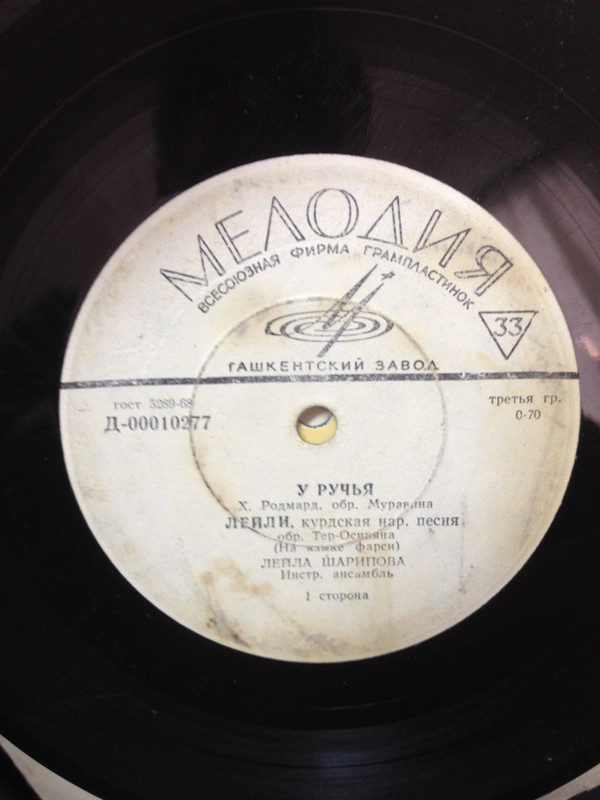 МЕЛОДИЯ
ВСЕСОЮЗНАЯ ФИРМА ГРАМПЛАСТИНОК
33
ТАШКЕНТСКИЙ ЗАВОД
гост 5289-68
третья гр.
Д-00010277
0-70
У РУЧЬЯ
Х. Родмард, обр. Муравина
ЛЕЙЛИ, курдская нар. песня
обр. Тер-Осипяна
(На языке фарси)
ЛЕЙЛА ШАРИПОВА
Инстр. ансамбль
1 сторона